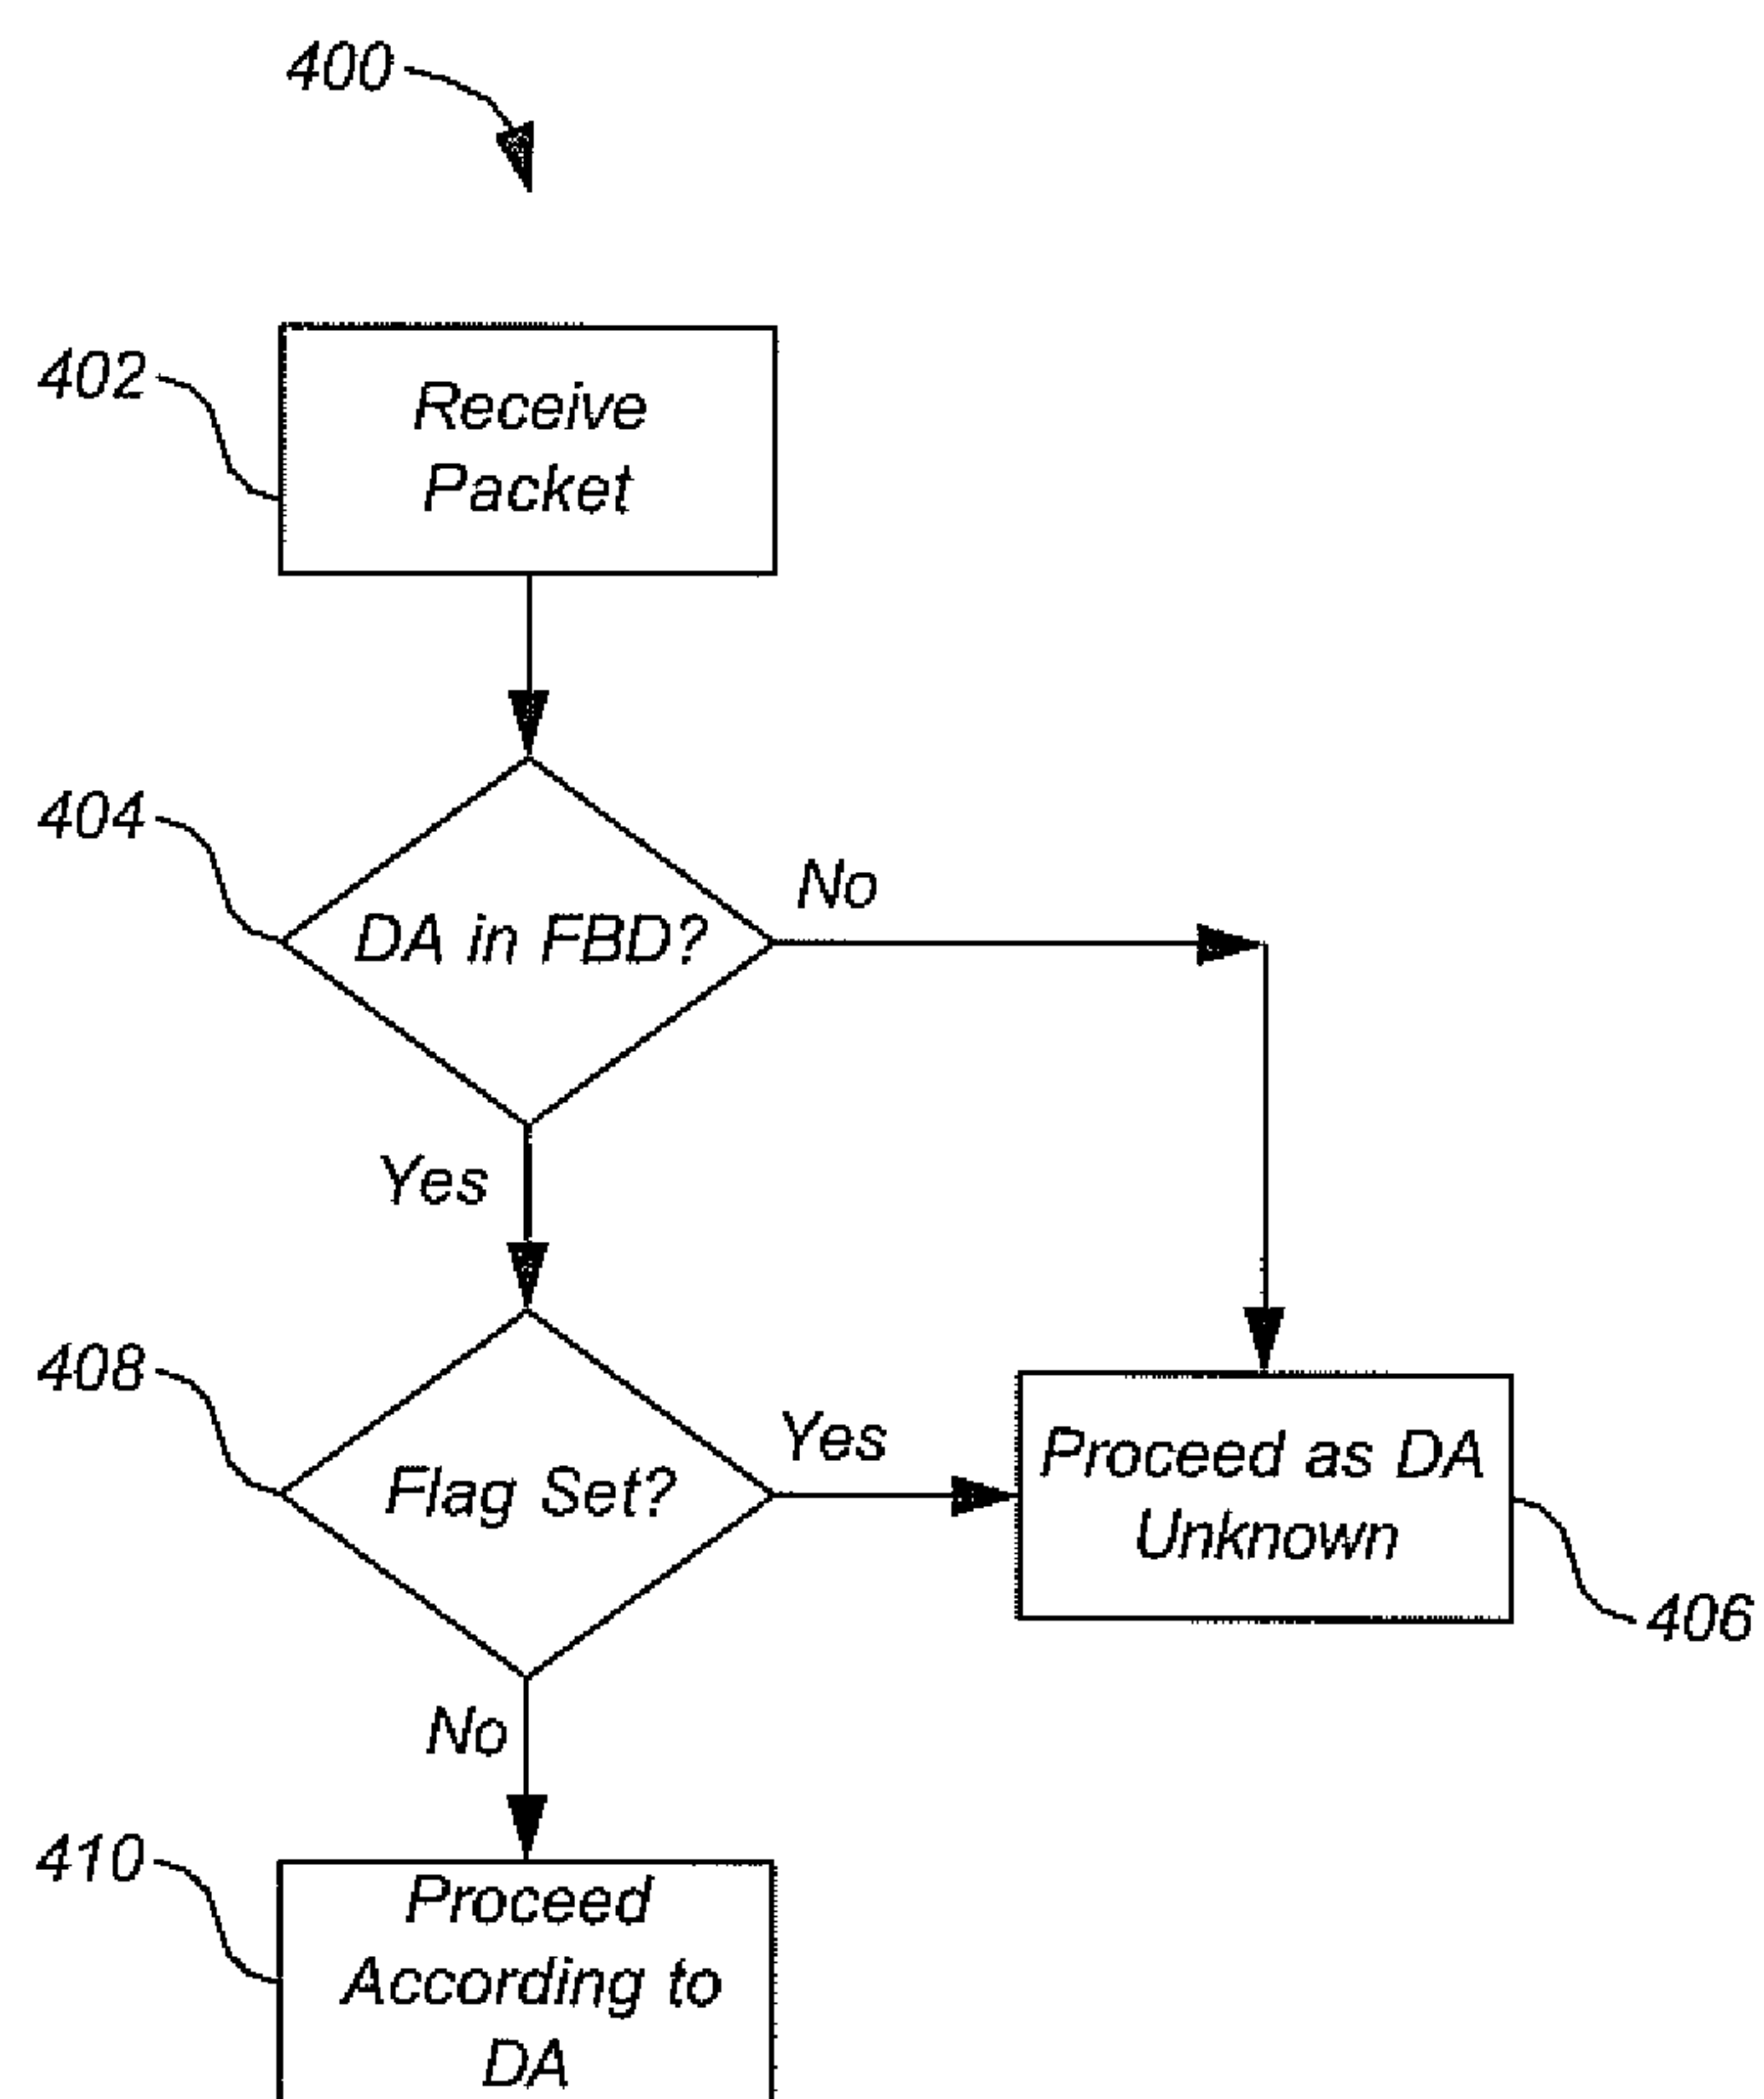 400
402
Receive
Packet
404
DA in FBD?
No
Yes
408
Flag Set?
Yes
Proceed as DA
Unknown
406
No
410
Proceed
According to
DA